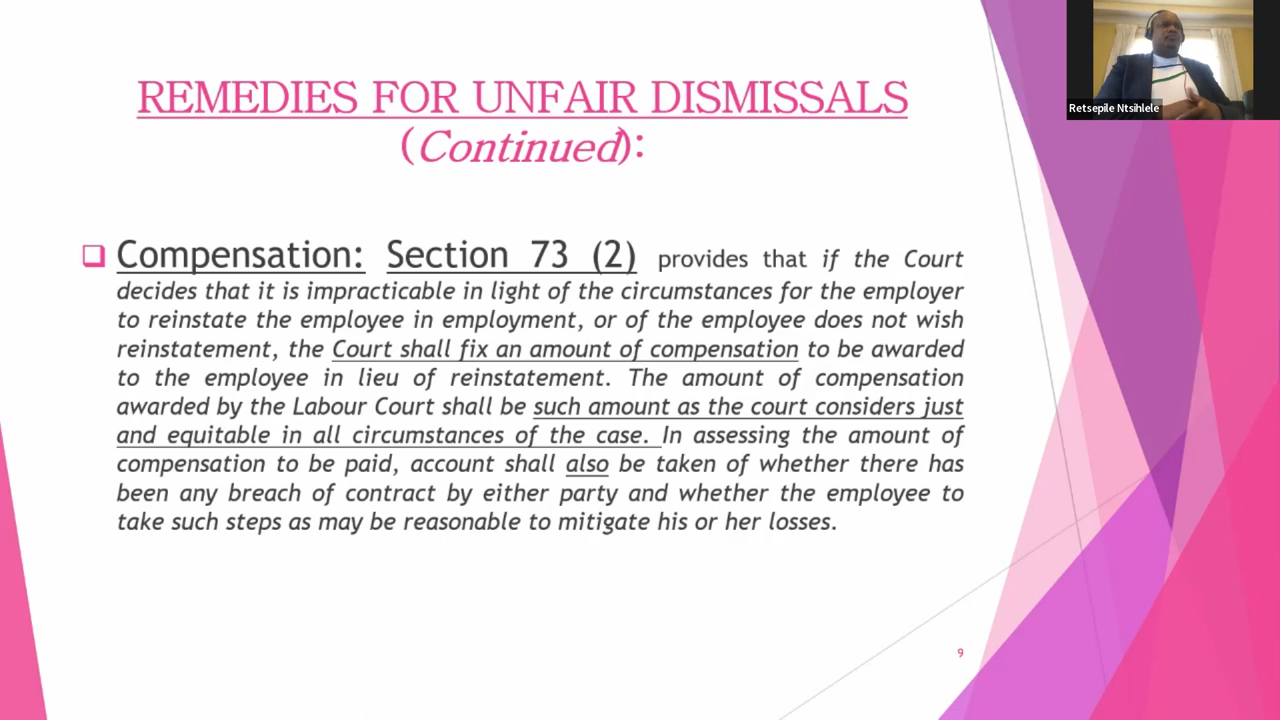 REMEDIES FOR UNFAIR DISMISSALS
(Continued):
Retsepile Ntsihlele
❑ Compensation: Section 73 (2) provides that if the Court
decides that it is impracticable in light of the circumstances for the employer
to reinstate the employee in employment, or of the employee does not wish
reinstatement, the Court shall fix an amount of compensation to be awarded
to the employee in lieu of reinstatement. The amount of compensation
awarded by the Labour Court shall be such amount as the court considers just
and equitable in all circumstances of the case. In assessing the amount of
compensation to be paid, account shall also be taken of whether there has
been any breach of contract by either party and whether the employee to
take such steps as may be reasonable to mitigate his or her losses.
9